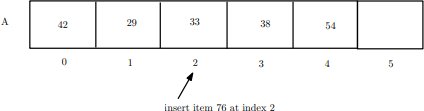 A 42 29 33 38 54
0 1 2 3 4 5
insert item 76 at index 2